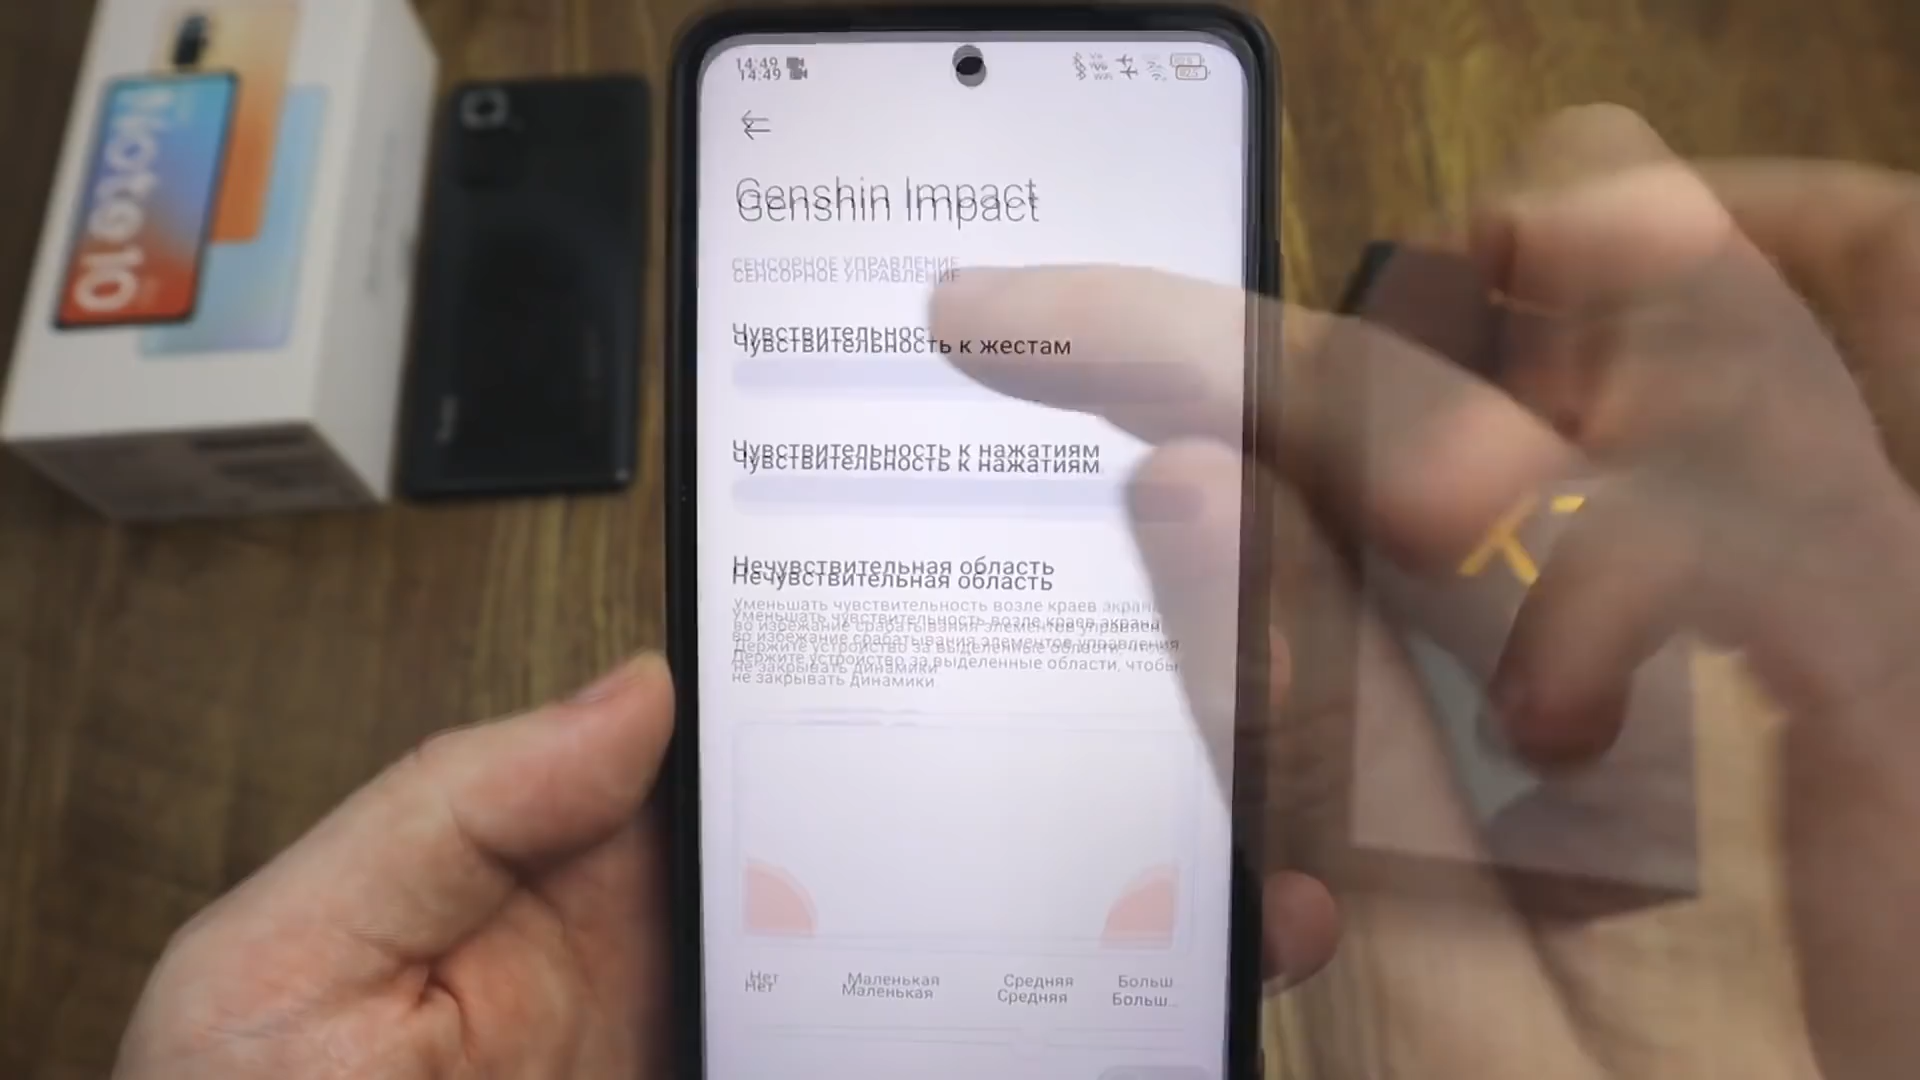 14:49
Genshin Impact
СЕНСОРНОЕ УПРАВЛЕНИЕ
Чувствительность к жестам
Чувствительность к нажатиям
Нечувствительная область
Уменьшать чувствительность возле краев экрана
во избежание срабатывания элементов управления
Держите устройство за выделенные области, чтобы
не закрывать динамики
Нет
Маленькая
Средняя
Больш...
Note 10